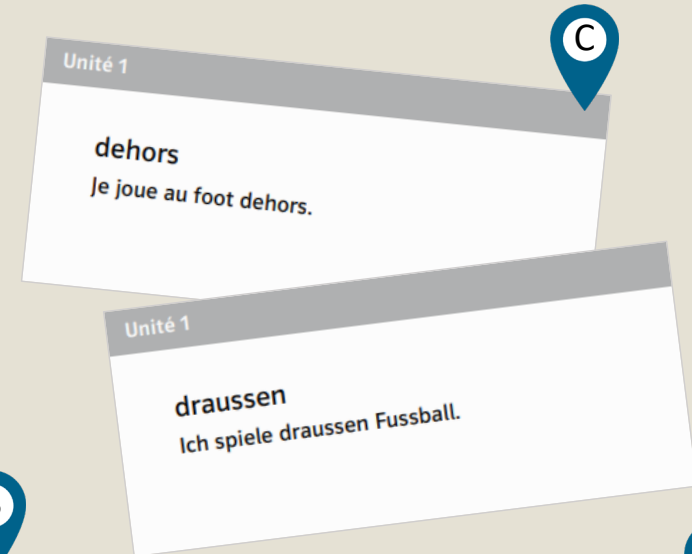 C
Unité 1
dehors
Je joue au foot dehors.
Unité 1
draussen
Ich spiele draussen Fussball.